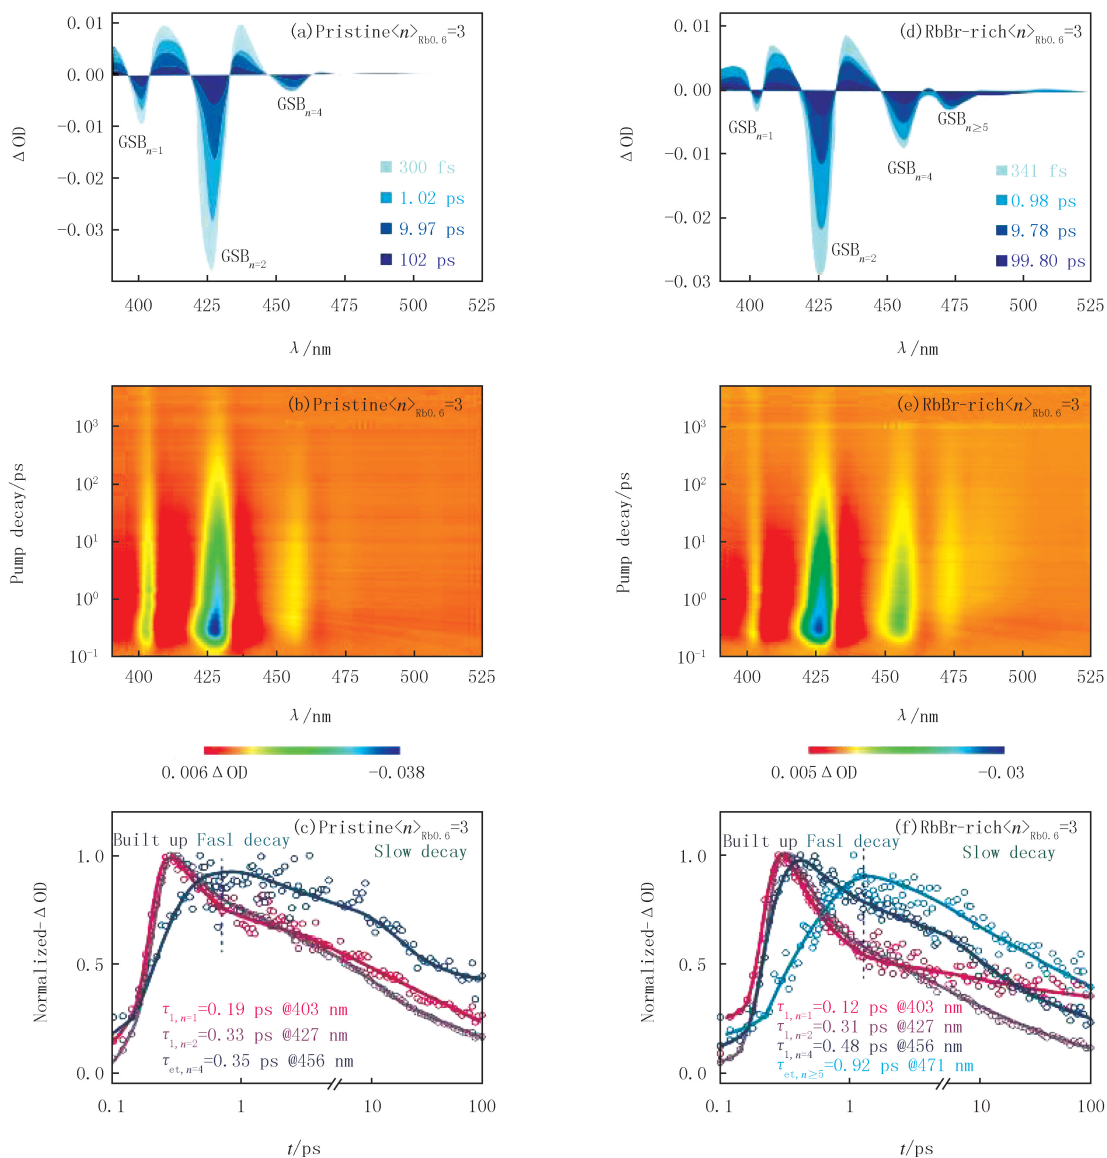 (a)Pristine<n>Rb0.6=3
0.01
0.00
-0.01
-0.02
-0.03
ΔOD
GSBn=1
GSBn=4
GSBn=2
300 fs
1.02 ps
9.97 ps
102 ps
400 425 450 475 500 525
λ/nm
(d)RbBr-rich<n>Rb0.6=3
0.01
0.00
-0.01
-0.02
-0.03
ΔOD
GSBn=1
GSBn≥5
GSBn=4
GSBn=2
341 fs
0.98 ps
9.78 ps
99.80 ps
400 425 450 475 500 525
λ/nm
(b)Pristine<n>Rb0.6=3
10³
10²
10¹
10⁰
10⁻¹
Pump decay/ps
400 425 450 475 500 525
λ/nm
0.006ΔOD -0.038
(e)RbBr-rich<n>Rb0.6=3
10³
10²
10¹
10⁰
10⁻¹
Pump decay/ps
400 425 450 475 500 525
λ/nm
0.005ΔOD -0.03
(c)Pristine<n>Rb0.6=3
Built up Fasl decay
Slow decay
1.0
0.5
0.0
Normalized-ΔOD
τ1,n=1=0.19 ps @403 nm
τ1,n=2=0.33 ps @427 nm
τet,n=4=0.35 ps @456 nm
0.1 1 10 100
t/ps
(f)RbBr-rich<n>Rb0.6=3
Built up Fasl decay
Slow decay
1.0
0.5
0.0
Normalized-ΔOD
τ1,n=1=0.12 ps @403 nm
τ1,n=2=0.31 ps @427 nm
τ1,n=4=0.48 ps @456 nm
τet,n≥5=0.92 ps @471 nm
0.1 1 10 100
t/ps